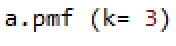 a.pmf (k= 3)